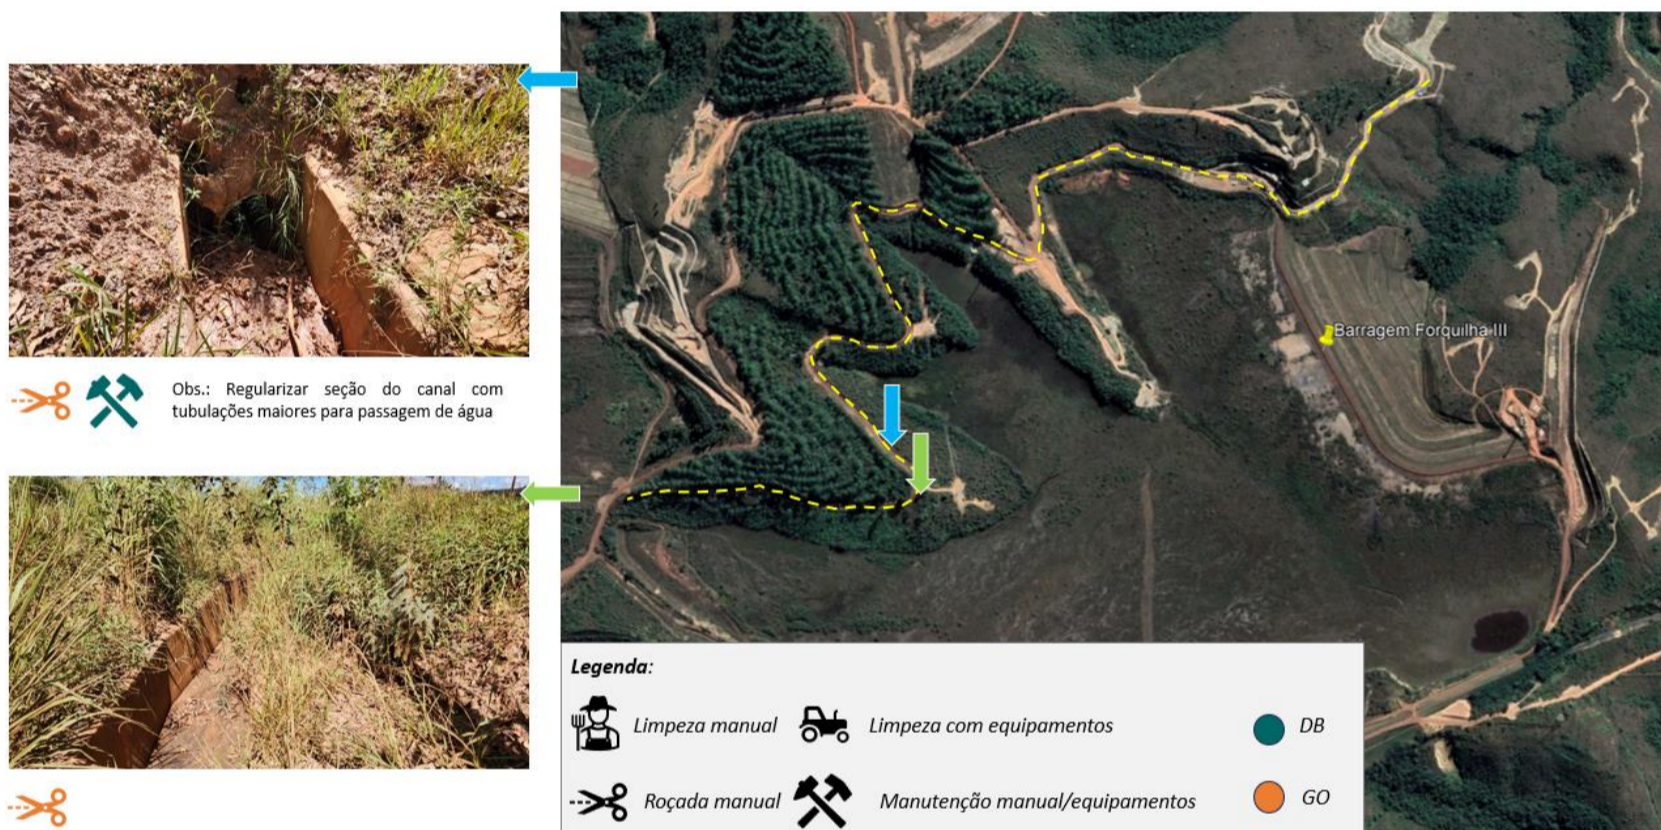 Barragem Forquilha III
Obs.: Regularizar seção do canal com
tubulações maiores para passagem de água
Legenda:
Limpeza manual
Limpeza com equipamentos
DB
Roçada manual
Manutenção manual/equipamentos
GO